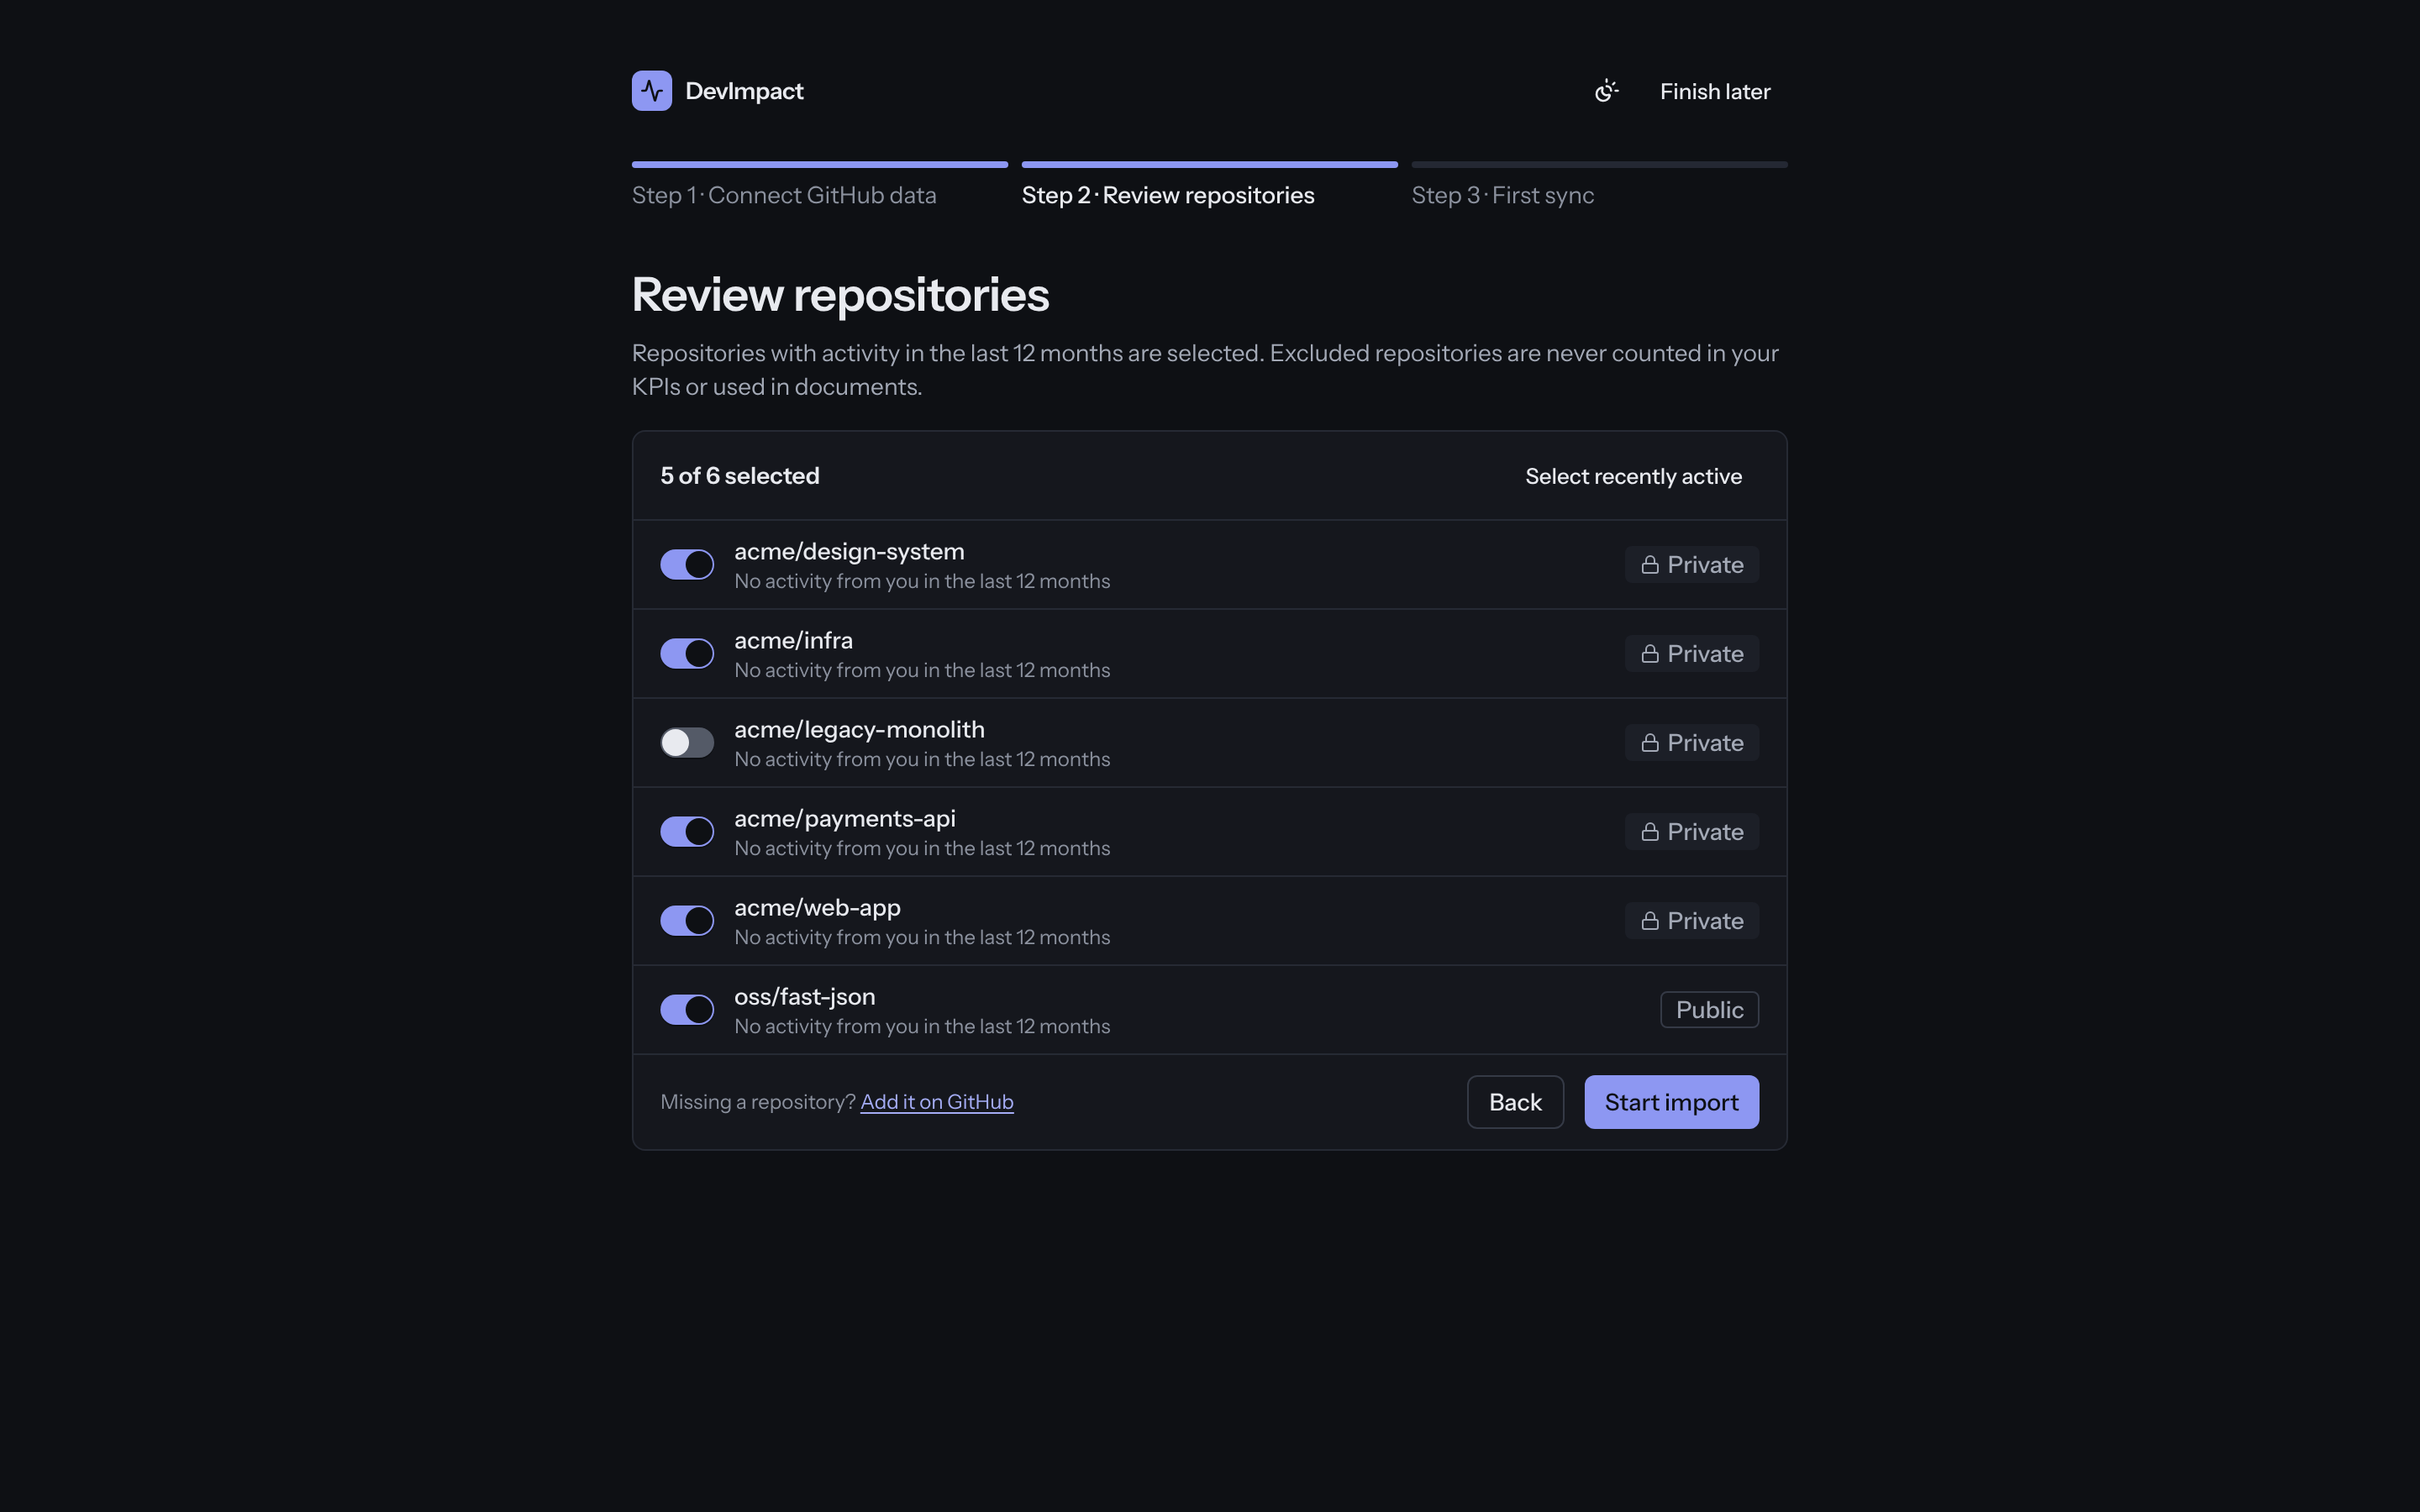 DevImpact
Finish later
Step 1 · Connect GitHub data
Step 2 · Review repositories
Step 3 · First sync
Review repositories
Repositories with activity in the last 12 months are selected. Excluded repositories are never counted in your
KPIs or used in documents.
5 of 6 selected
Select recently active
acme/design-system
No activity from you in the last 12 months
Private
acme/infra
No activity from you in the last 12 months
Private
acme/legacy-monolith
No activity from you in the last 12 months
Private
acme/payments-api
No activity from you in the last 12 months
Private
acme/web-app
No activity from you in the last 12 months
Private
oss/fast-json
No activity from you in the last 12 months
Public
Missing a repository? Add it on GitHub
Back
Start import